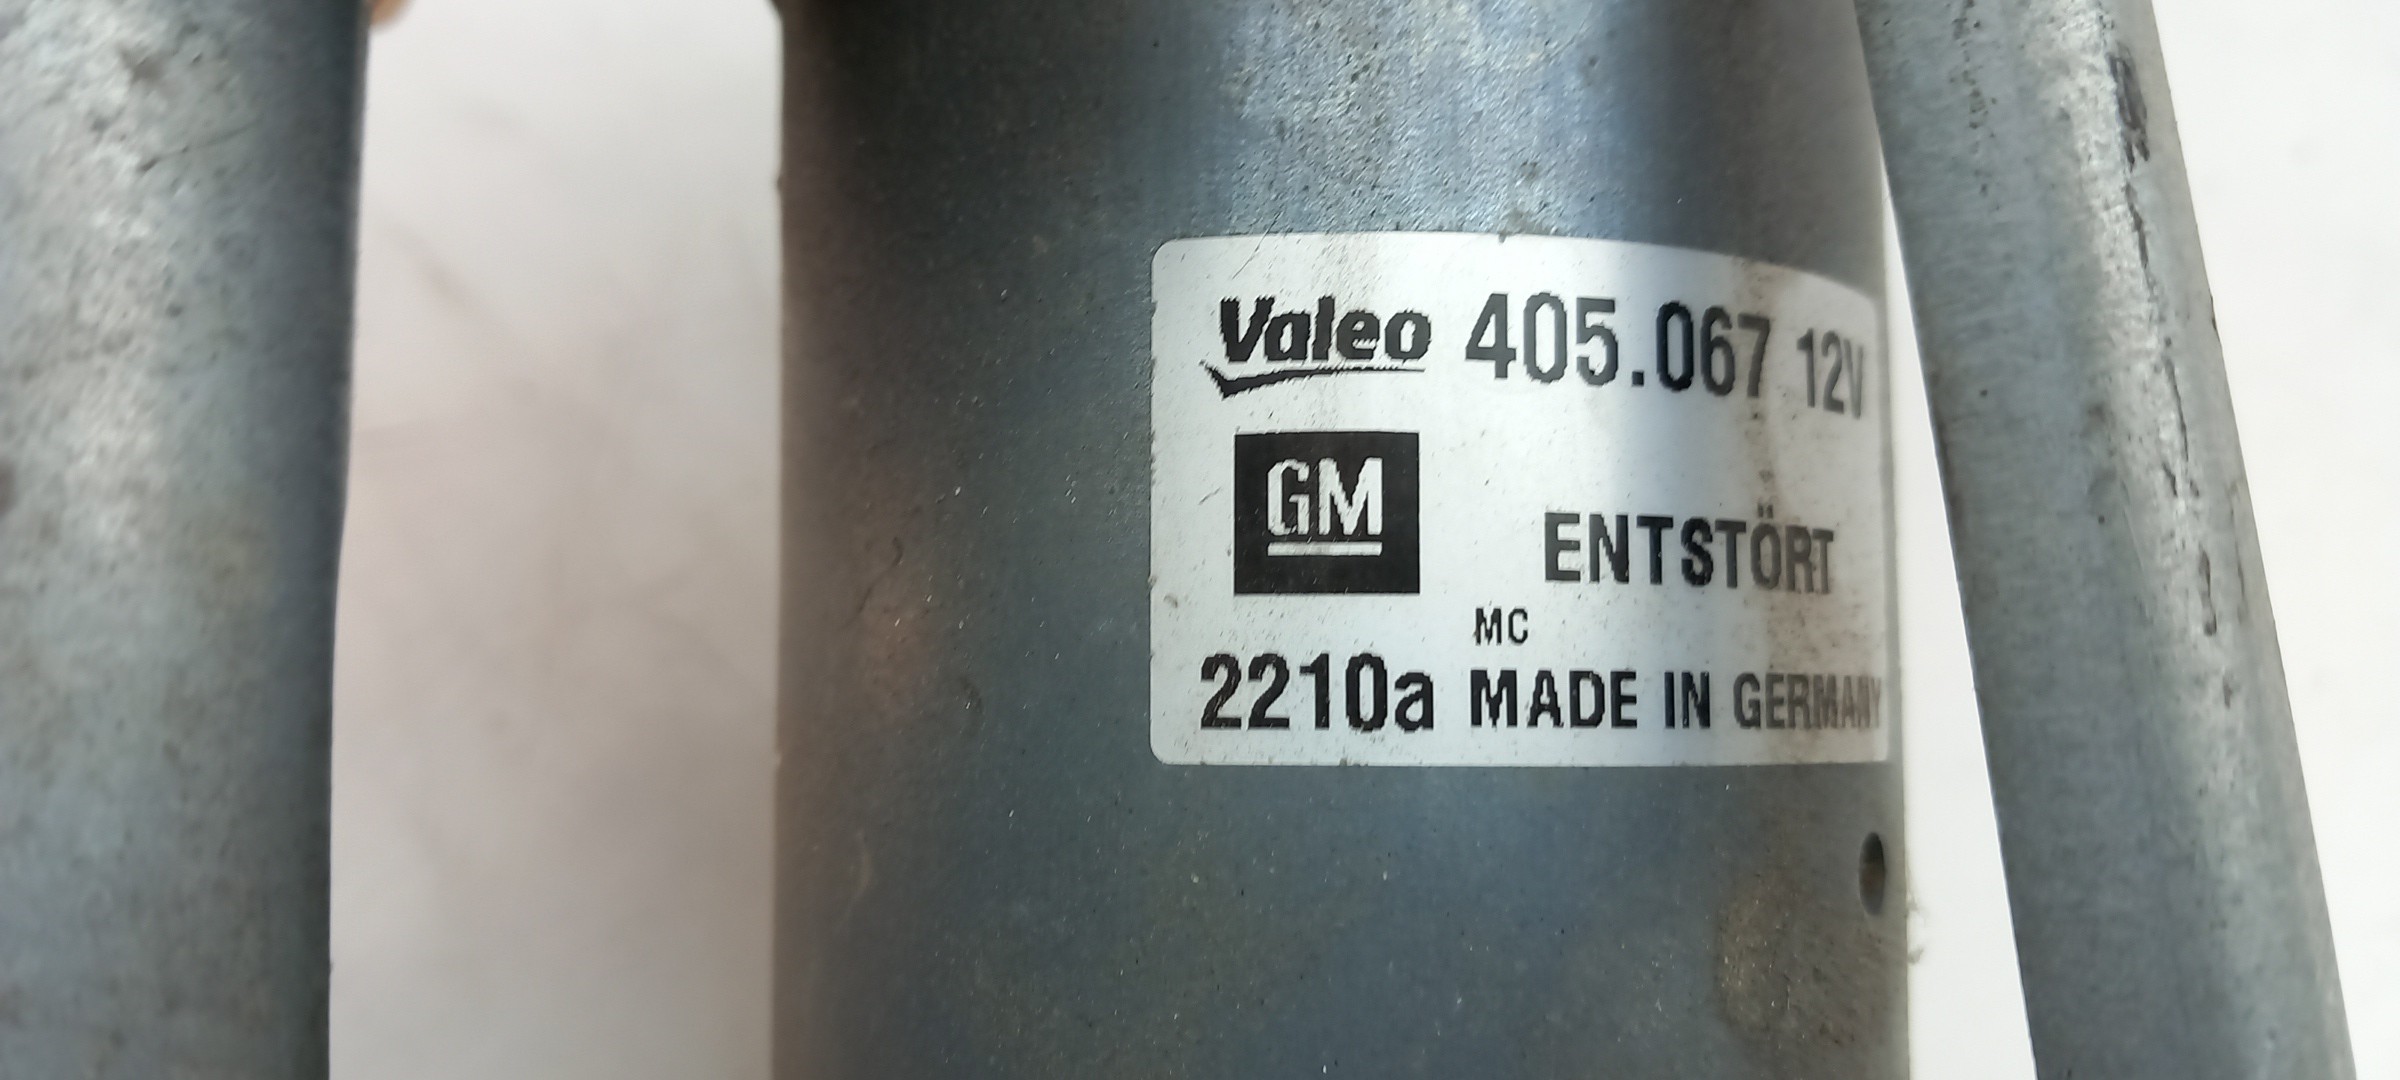 Valeo 405.067 12V
GM
ENTSTÖRT
MC
2210a MADE IN GERMANY